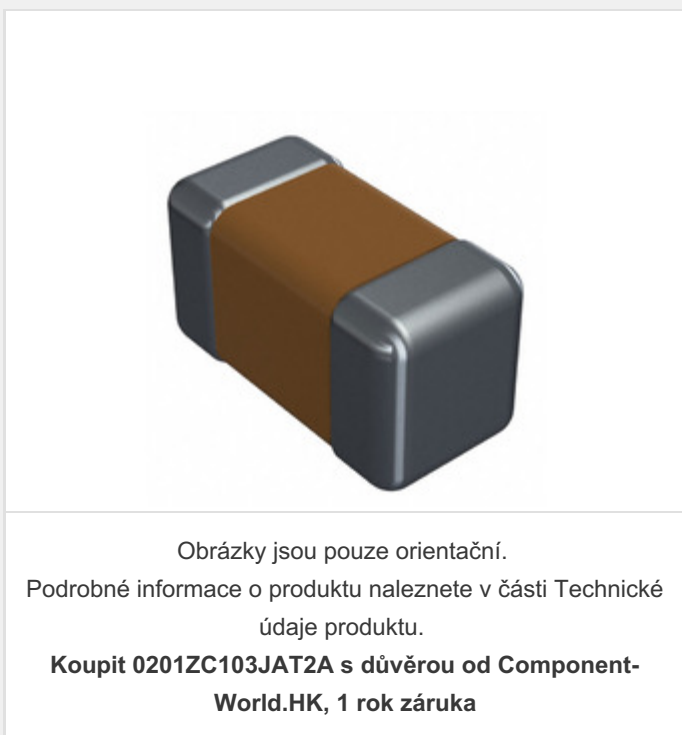 Obrázky jsou pouze orientační.
Podrobné informace o produktu naleznete v části Technické
údaje produktu.
Koupit 0201ZC103JAT2A s důvěrou od Component-
World.HK, 1 rok záruka